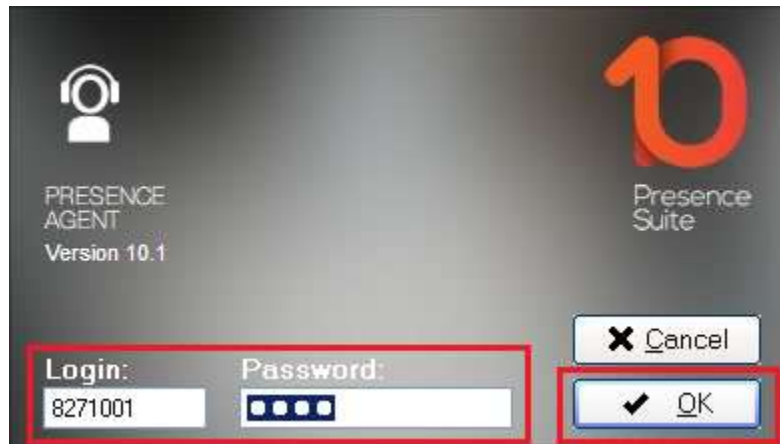 10
PRESENCE
AGENT
Version 10.1
Presence
Suite
Cancel
Login:
Password:
8271001
OK